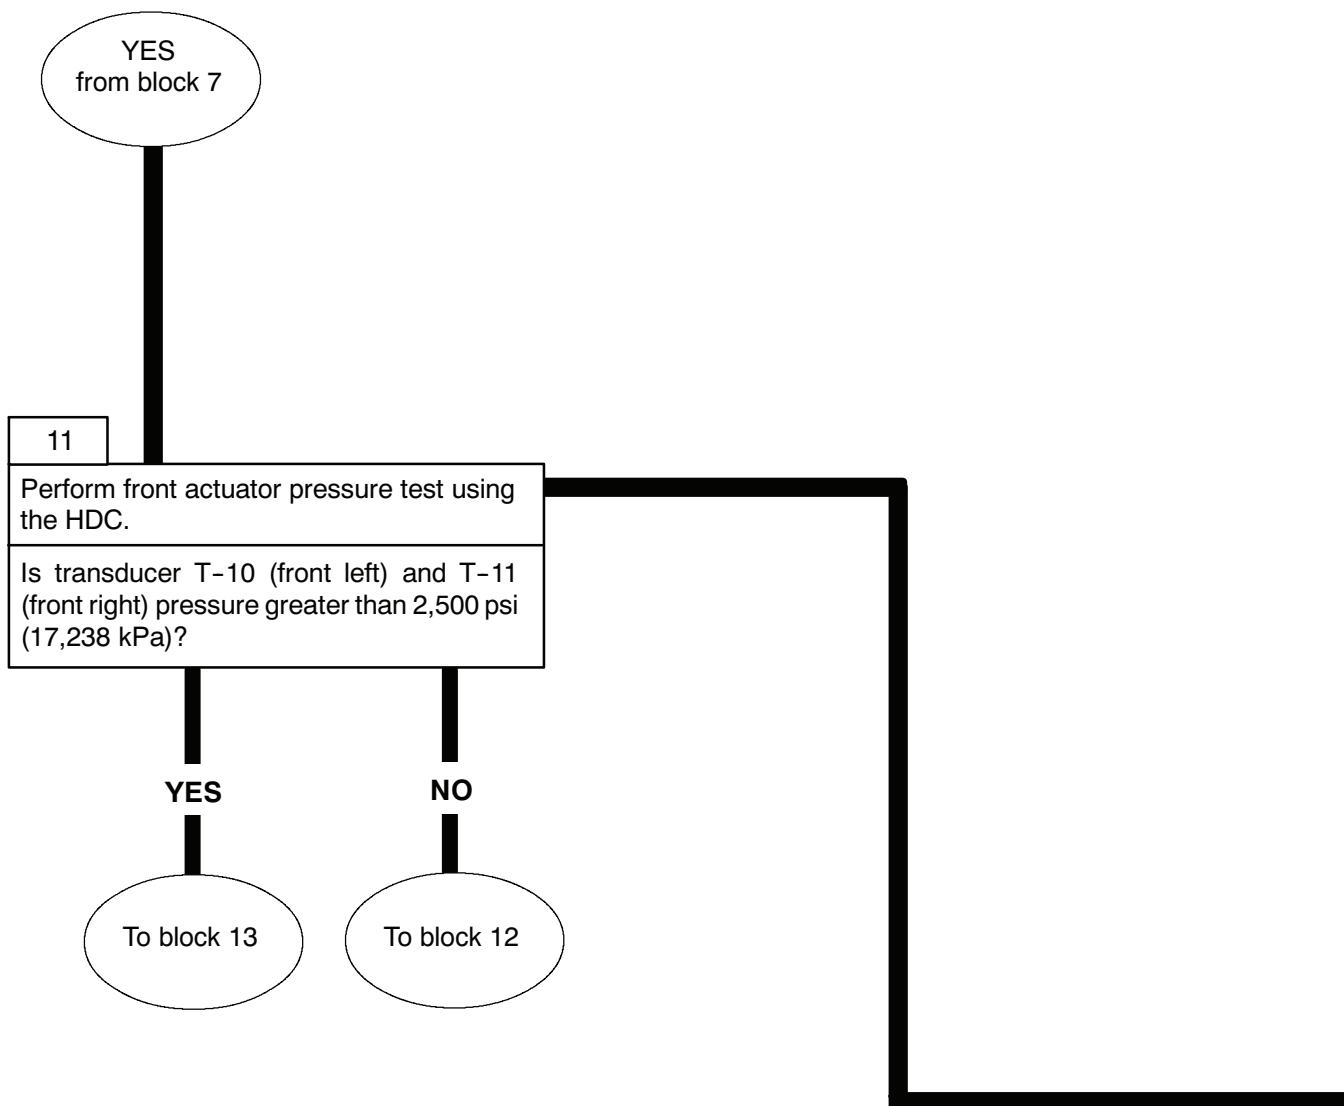 YES
from block 7
11
Perform front actuator pressure test using
the HDC.
Is transducer T-10 (front left) and T-11
(front right) pressure greater than 2,500 psi
(17,238 kPa)?
YES
NO
To block 13
To block 12